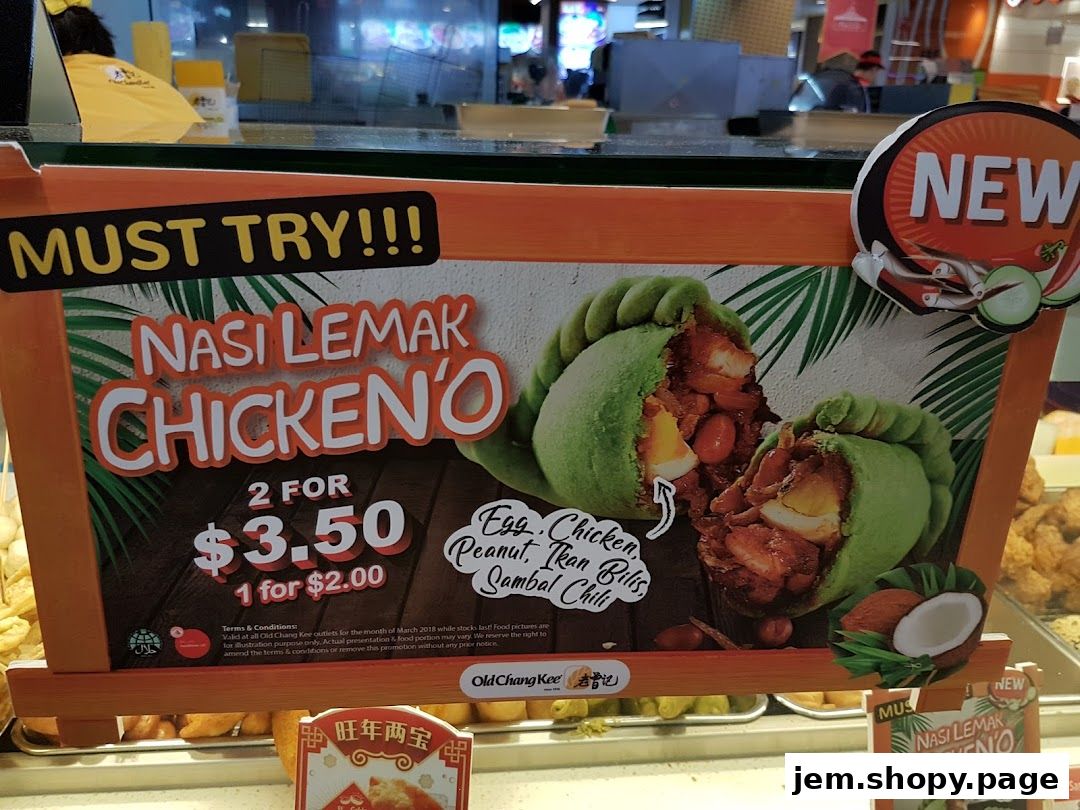 MUST TRY!!!
NEW
NASI LEMAK
CHICKEN'O
2 FOR
$3.50
1 for $2.00
Egg, Chicken,
Peanut, Ikan Bilis,
Sambal Chili
Terms & Conditions:
Valid at all Old Chang Kee outlets for the month of March 2018 while stocks last! Food pictures are
for illustration purpose only. Actual presentation & food portion may vary. We reserve the right to
amend the terms & conditions or remove this promotion without any prior notice.
Old Chang Kee
旺年两宝
NEW
MUS
NASI LEMAK
CHICKEN'O
jem.shopy.page